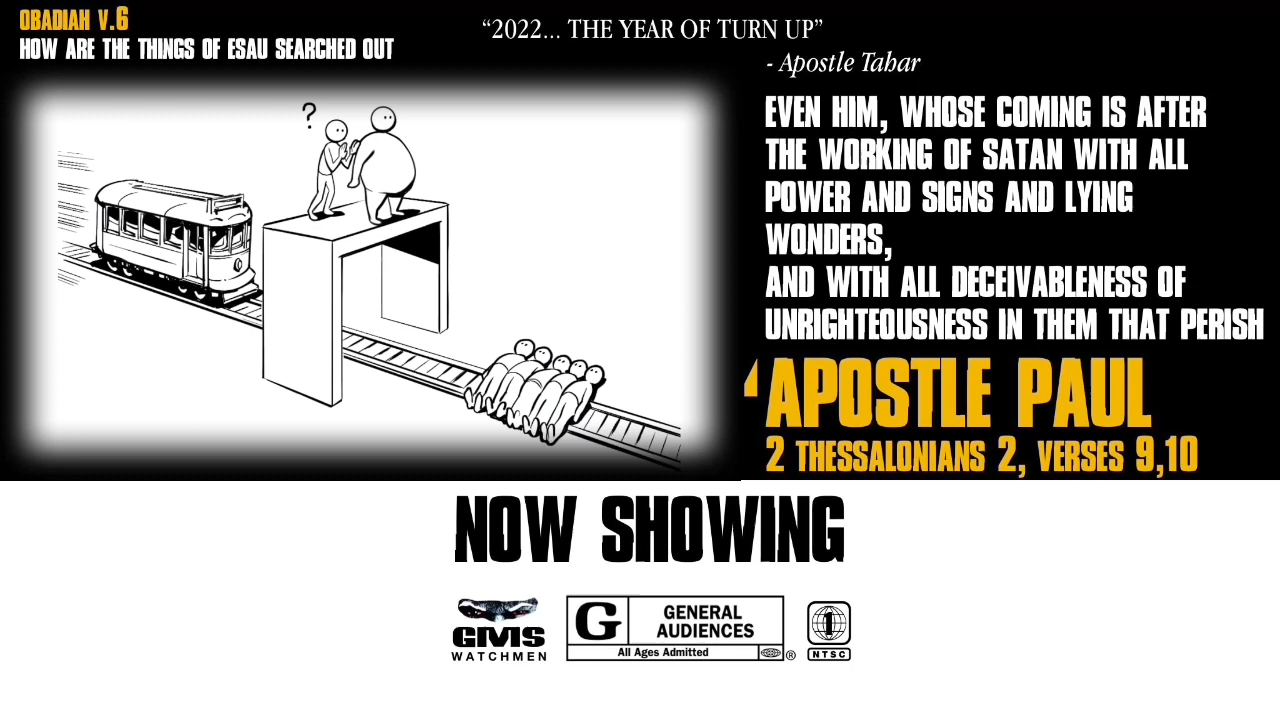 OBADIAH V.6
HOW ARE THE THINGS OF ESAU SEARCHED OUT
“2022... THE YEAR OF TURN UP”
- Apostle Tahar
?
EVEN HIM, WHOSE COMING IS AFTER
THE WORKING OF SATAN WITH ALL
POWER AND SIGNS AND LYING
WONDERS,
AND WITH ALL DECEIVABLENESS OF
UNRIGHTEOUSNESS IN THEM THAT PERISH
‘APOSTLE PAUL
2 THESSALONIANS 2, VERSES 9,10
NOW SHOWING
GMS
WATCHMEN
G
GENERAL
AUDIENCES
All Ages Admitted
®
1
NTSC